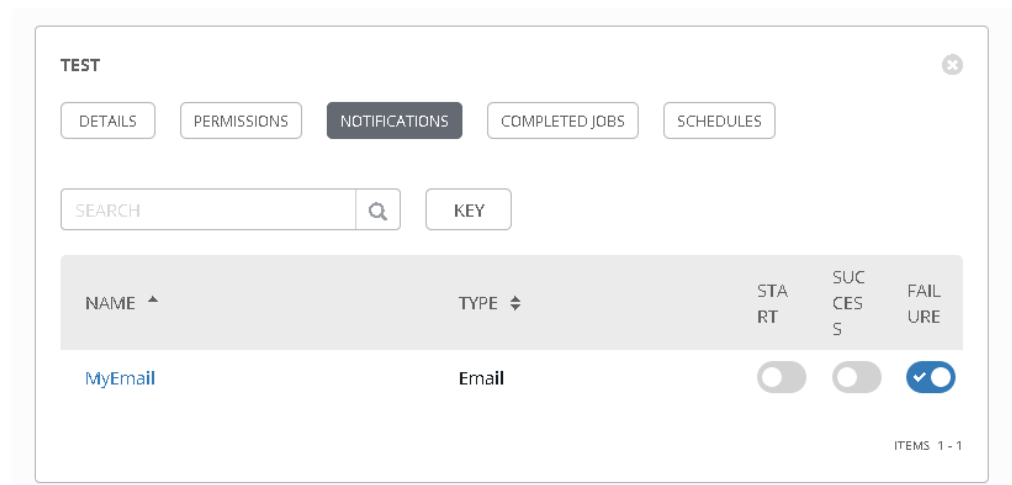 TEST
DETAILS PERMISSIONS NOTIFICATIONS COMPLETED JOBS SCHEDULES
SEARCH KEY
NAME TYPE STA
RT SUC
CES
S FAIL
URE
MyEmail Email
ITEMS 1 - 1